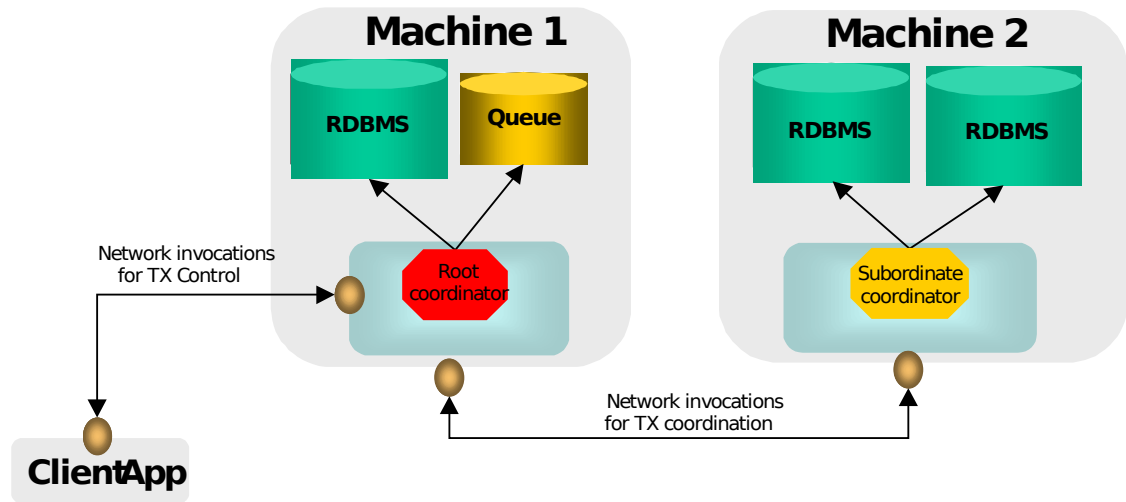 Machine 1
Machine 2
RDBMS
Queue
RDBMS
RDBMS
Network invocations
for TX Control
Root
coordinator
Subordinate
coordinator
Network invocations
for TX coordination
ClientApp